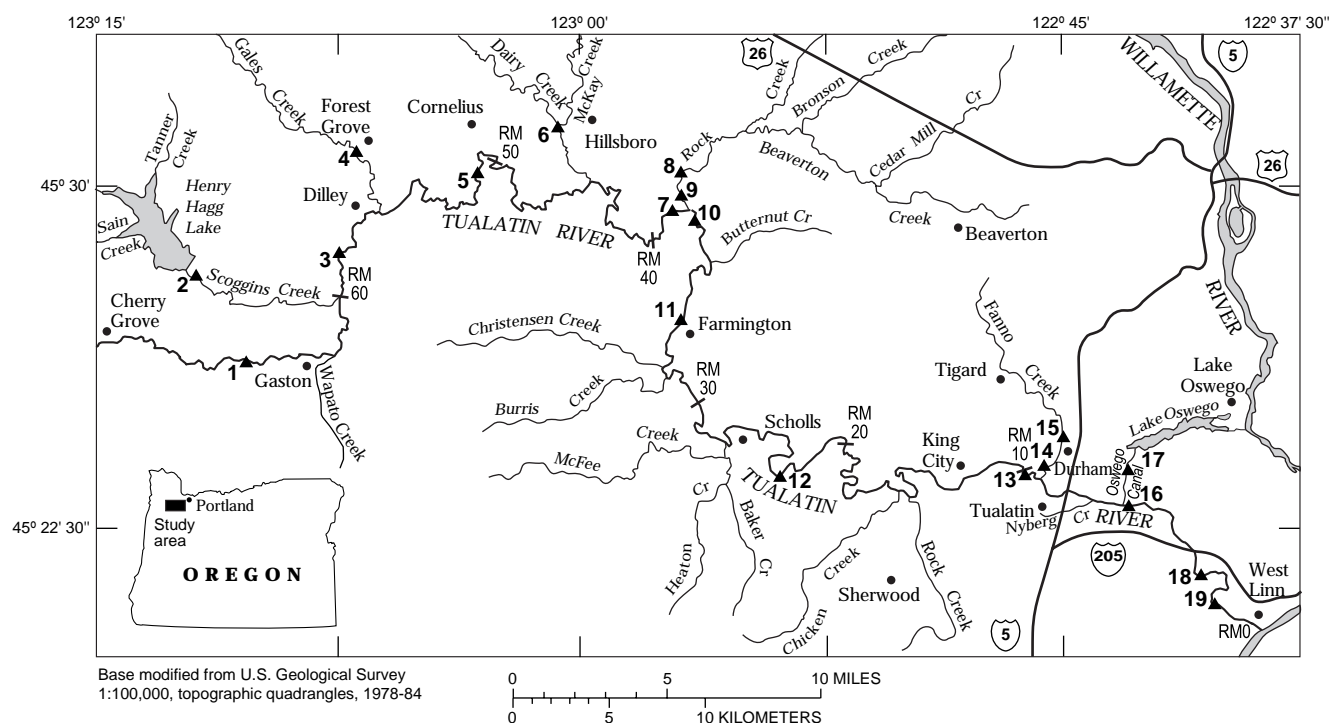 123° 15'
123° 00'
122° 45'
122° 37' 30"
Gales
Creek
Dairy
Creek
McKay
Creek
26
Creek
Bronson
Creek
WILLAMETTE
5
Tanner
Creek
Forest
Grove
Cornelius
RM
50
6
Hillsboro
Rock
Cedar Mill
Cr
26
4
5
8
Beaverton
Creek
45° 30'
Henry
Hagg
Lake
Dilley
TUALATIN RIVER
9
7
10
Butternut Cr
Beaverton
Sain
Creek
3
RM
60
RM
40
2
Scoggins Creek
RIVER
Cherry
Grove
Christensen Creek
11
Farmington
Fanno
Creek
1
Gaston
Wapato Creek
RM
30
Tigard
Lake
Oswego
Burris
Creek
Scholls
RM
20
King
City
RM
10
15
Lake Oswego
McFee
Creek
14
Durham
Oswego
Canal
17
12
TUALATIN
13
16
Portland
Study
area
OREGON
Tualatin
Nyberg
Cr
RIVER
45° 22' 30"
Heaton
Cr
Baker
Cr
Chicken
Creek
Rock
Creek
Sherwood
205
18
West
Linn
19
RM0
5
Base modified from U.S. Geological Survey
1:100,000, topographic quadrangles, 1978-84
0 5 10 MILES
0 5 10 KILOMETERS